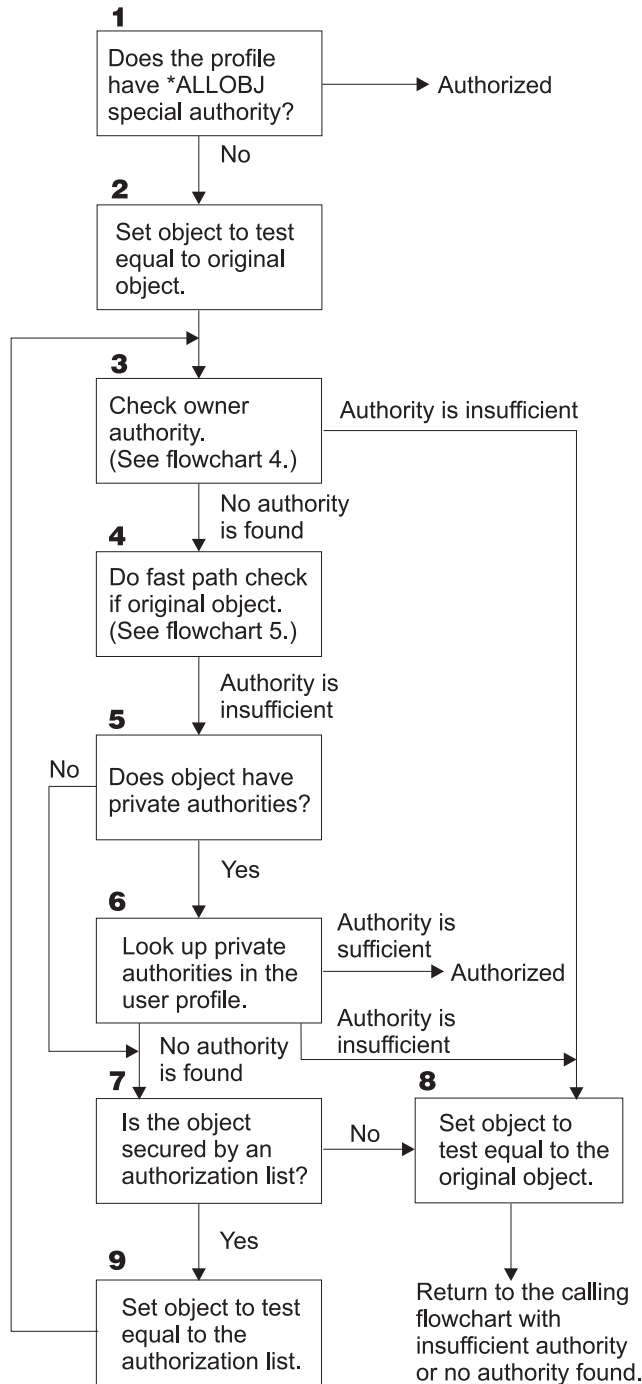 1
Does the profile
have *ALLOBJ
special authority?
Authorized
No
2
Set object to test
equal to original
object.
3
Check owner
authority.
(See flowchart 4.)
Authority is insufficient
No authority
is found
4
Do fast path check
if original object.
(See flowchart 5.)
Authority is
insufficient
5
No
Does object have
private authorities?
Yes
6
Look up private
authorities in the
user profile.
Authority is
sufficient
Authorized
Authority is
insufficient
No authority
is found
7
Is the object
secured by an
authorization list?
No
8
Set object to
test equal to the
original object.
Yes
9
Set object to test
equal to the
authorization list.
Return to the calling
flowchart with
insufficient authority
or no authority found.